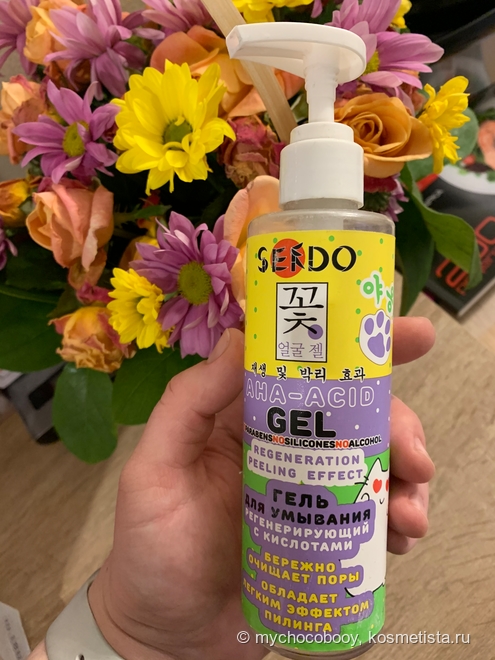 SENDO
야옹
꽃
얼굴 젤
재생 및 박리 효과
AHA-ACID
GEL
PARABENSNOSILICONESNOALCOHOL
REGENERATION
PEELING EFFECT
ГЕЛЬ
ДЛЯ УМЫВАНИЯ
РЕГЕНЕРИРУЮЩИЙ
С КИСЛОТАМИ
БЕРЕЖНО
ОЧИЩАЕТ ПОРЫ
ОБЛАДАЕТ
ЛЕГКИМ ЭФФЕКТОМ
ПИЛИНГА
© mychocobooy, kosmetista.ru